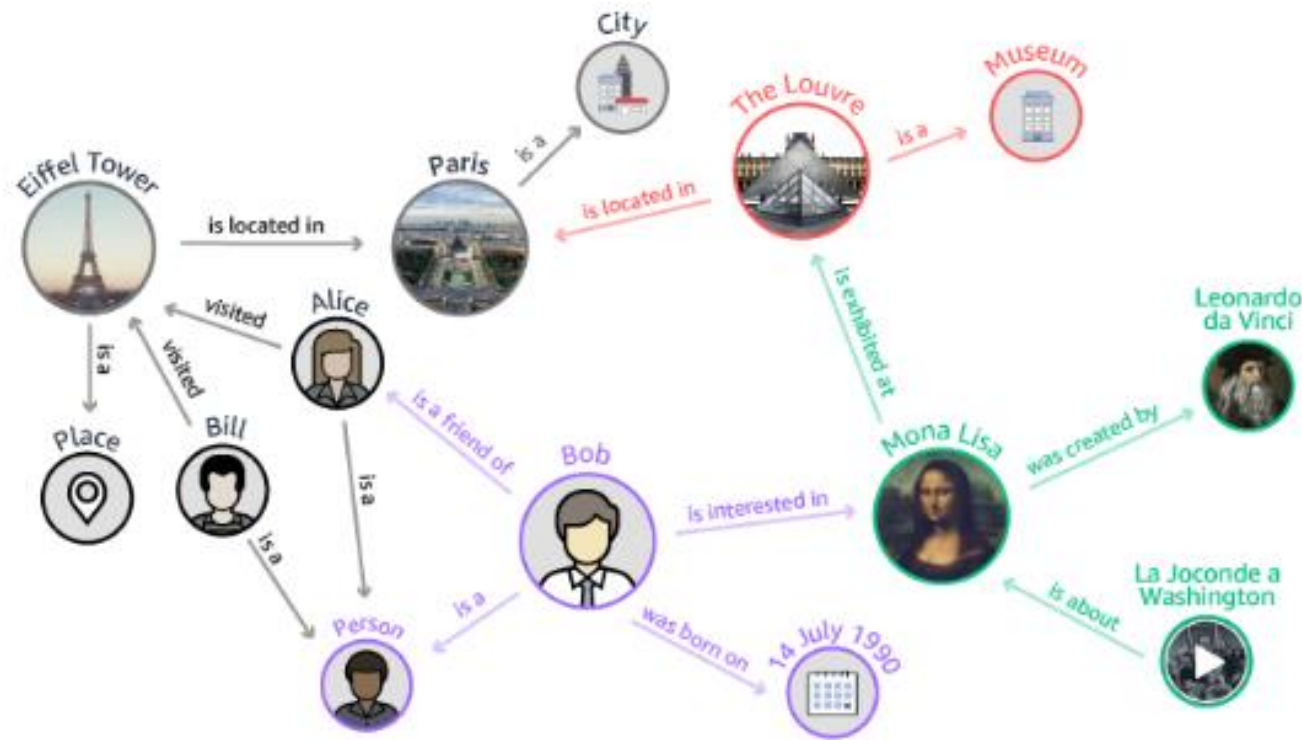 City
The Louvre
Museum
is a
is a
Eiffel Tower
Paris
is located in
is located in
Alice
visited
is exhibited at
Leonardo
da Vinci
is a
visited
Place
Bill
is a friend of
Bob
Mona Lisa
was created by
is a
is interested in
is a
La Joconde a
Washington
is about
Person
is a
was born on
14 July 1990